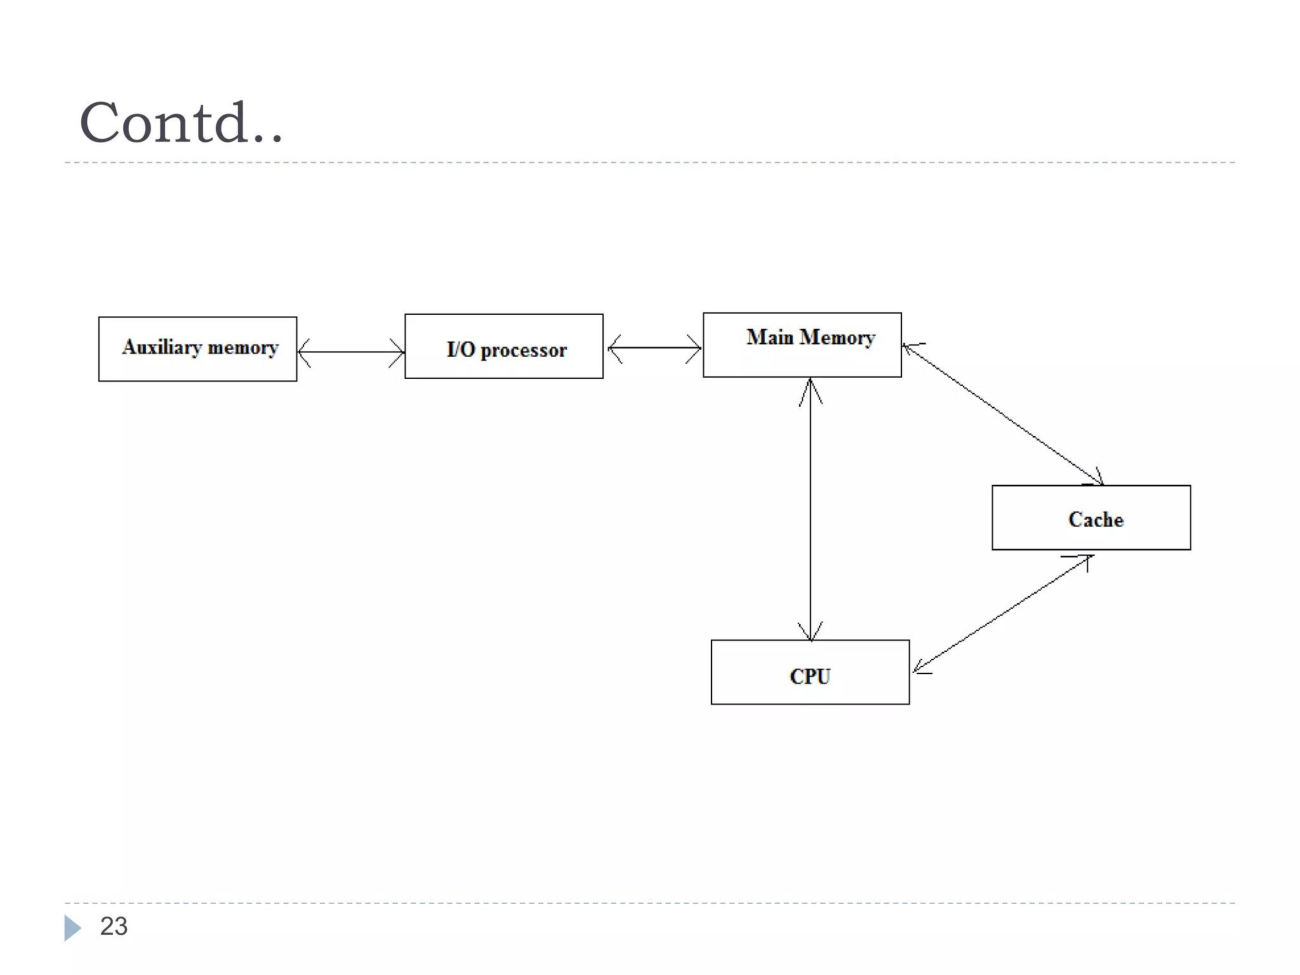 Contd..
Auxiliary memory
I/O processor
Main Memory
Cache
CPU
23